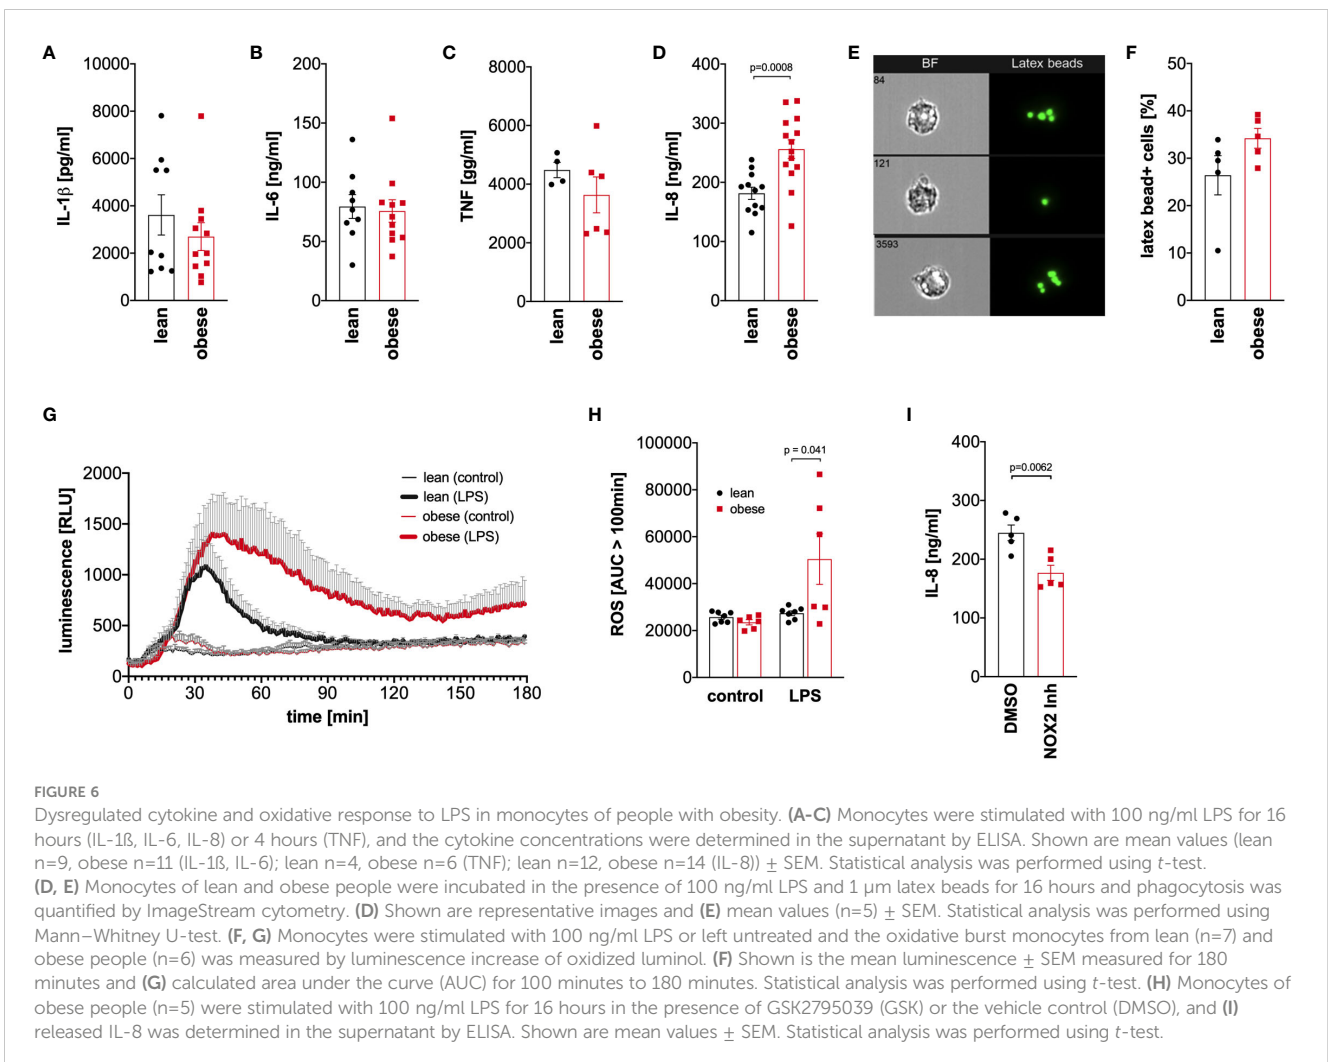 A
IL-1β [pg/ml]
10000
8000
6000
4000
2000
0
lean
obese
B
IL-6 [ng/ml]
200
150
100
50
0
lean
obese
C
TNF [gg/ml]
8000
6000
4000
2000
0
lean
obese
D
IL-8 [ng/ml]
400
300
200
100
0
p=0.0008
lean
obese
E
BF
Latex beads
84
121
3593
F
latex bead+ cells [%]
50
40
30
20
10
0
lean
obese
G
luminescence [RLU]
2000
1500
1000
500
0
0
30
60
90
120
150
180
time [min]
lean (control)
lean (LPS)
obese (control)
obese (LPS)
H
ROS [AUC > 100min]
100000
80000
60000
40000
20000
0
p = 0.041
lean
obese
control
LPS
I
IL-8 [ng/ml]
400
300
200
100
0
p=0.0062
DMSO
NOX2 Inh
FIGURE 6
Dysregulated cytokine and oxidative response to LPS in monocytes of people with obesity. (A-C) Monocytes were stimulated with 100 ng/ml LPS for 16
hours (IL-1ß, IL-6, IL-8) or 4 hours (TNF), and the cytokine concentrations were determined in the supernatant by ELISA. Shown are mean values (lean
n=9, obese n=11 (IL-1ß, IL-6); lean n=4, obese n=6 (TNF); lean n=12, obese n=14 (IL-8)) ± SEM. Statistical analysis was performed using t-test.
(D, E) Monocytes of lean and obese people were incubated in the presence of 100 ng/ml LPS and 1 µm latex beads for 16 hours and phagocytosis was
quantified by ImageStream cytometry. (D) Shown are representative images and (E) mean values (n=5) ± SEM. Statistical analysis was performed using
Mann–Whitney U-test. (F, G) Monocytes were stimulated with 100 ng/ml LPS or left untreated and the oxidative burst monocytes from lean (n=7) and
obese people (n=6) was measured by luminescence increase of oxidized luminol. (F) Shown is the mean luminescence ± SEM measured for 180
minutes and (G) calculated area under the curve (AUC) for 100 minutes to 180 minutes. Statistical analysis was performed using t-test. (H) Monocytes of
obese people (n=5) were stimulated with 100 ng/ml LPS for 16 hours in the presence of GSK2795039 (GSK) or the vehicle control (DMSO), and (I)
released IL-8 was determined in the supernatant by ELISA. Shown are mean values ± SEM. Statistical analysis was performed using t-test.